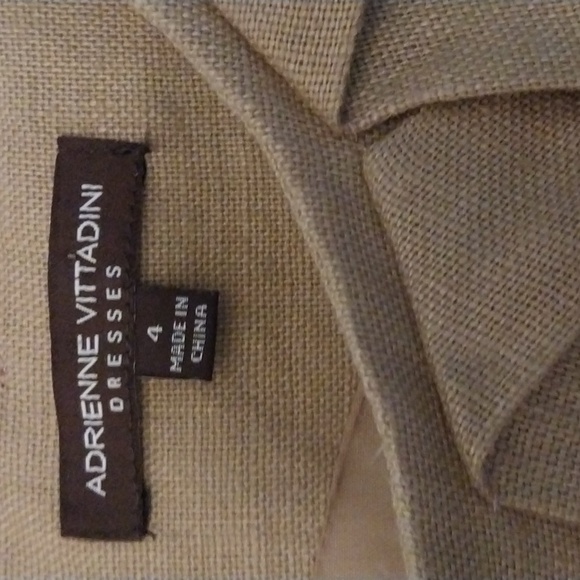 ADRIENNE VITTADINI
DRESSES
4
MADE IN
CHINA